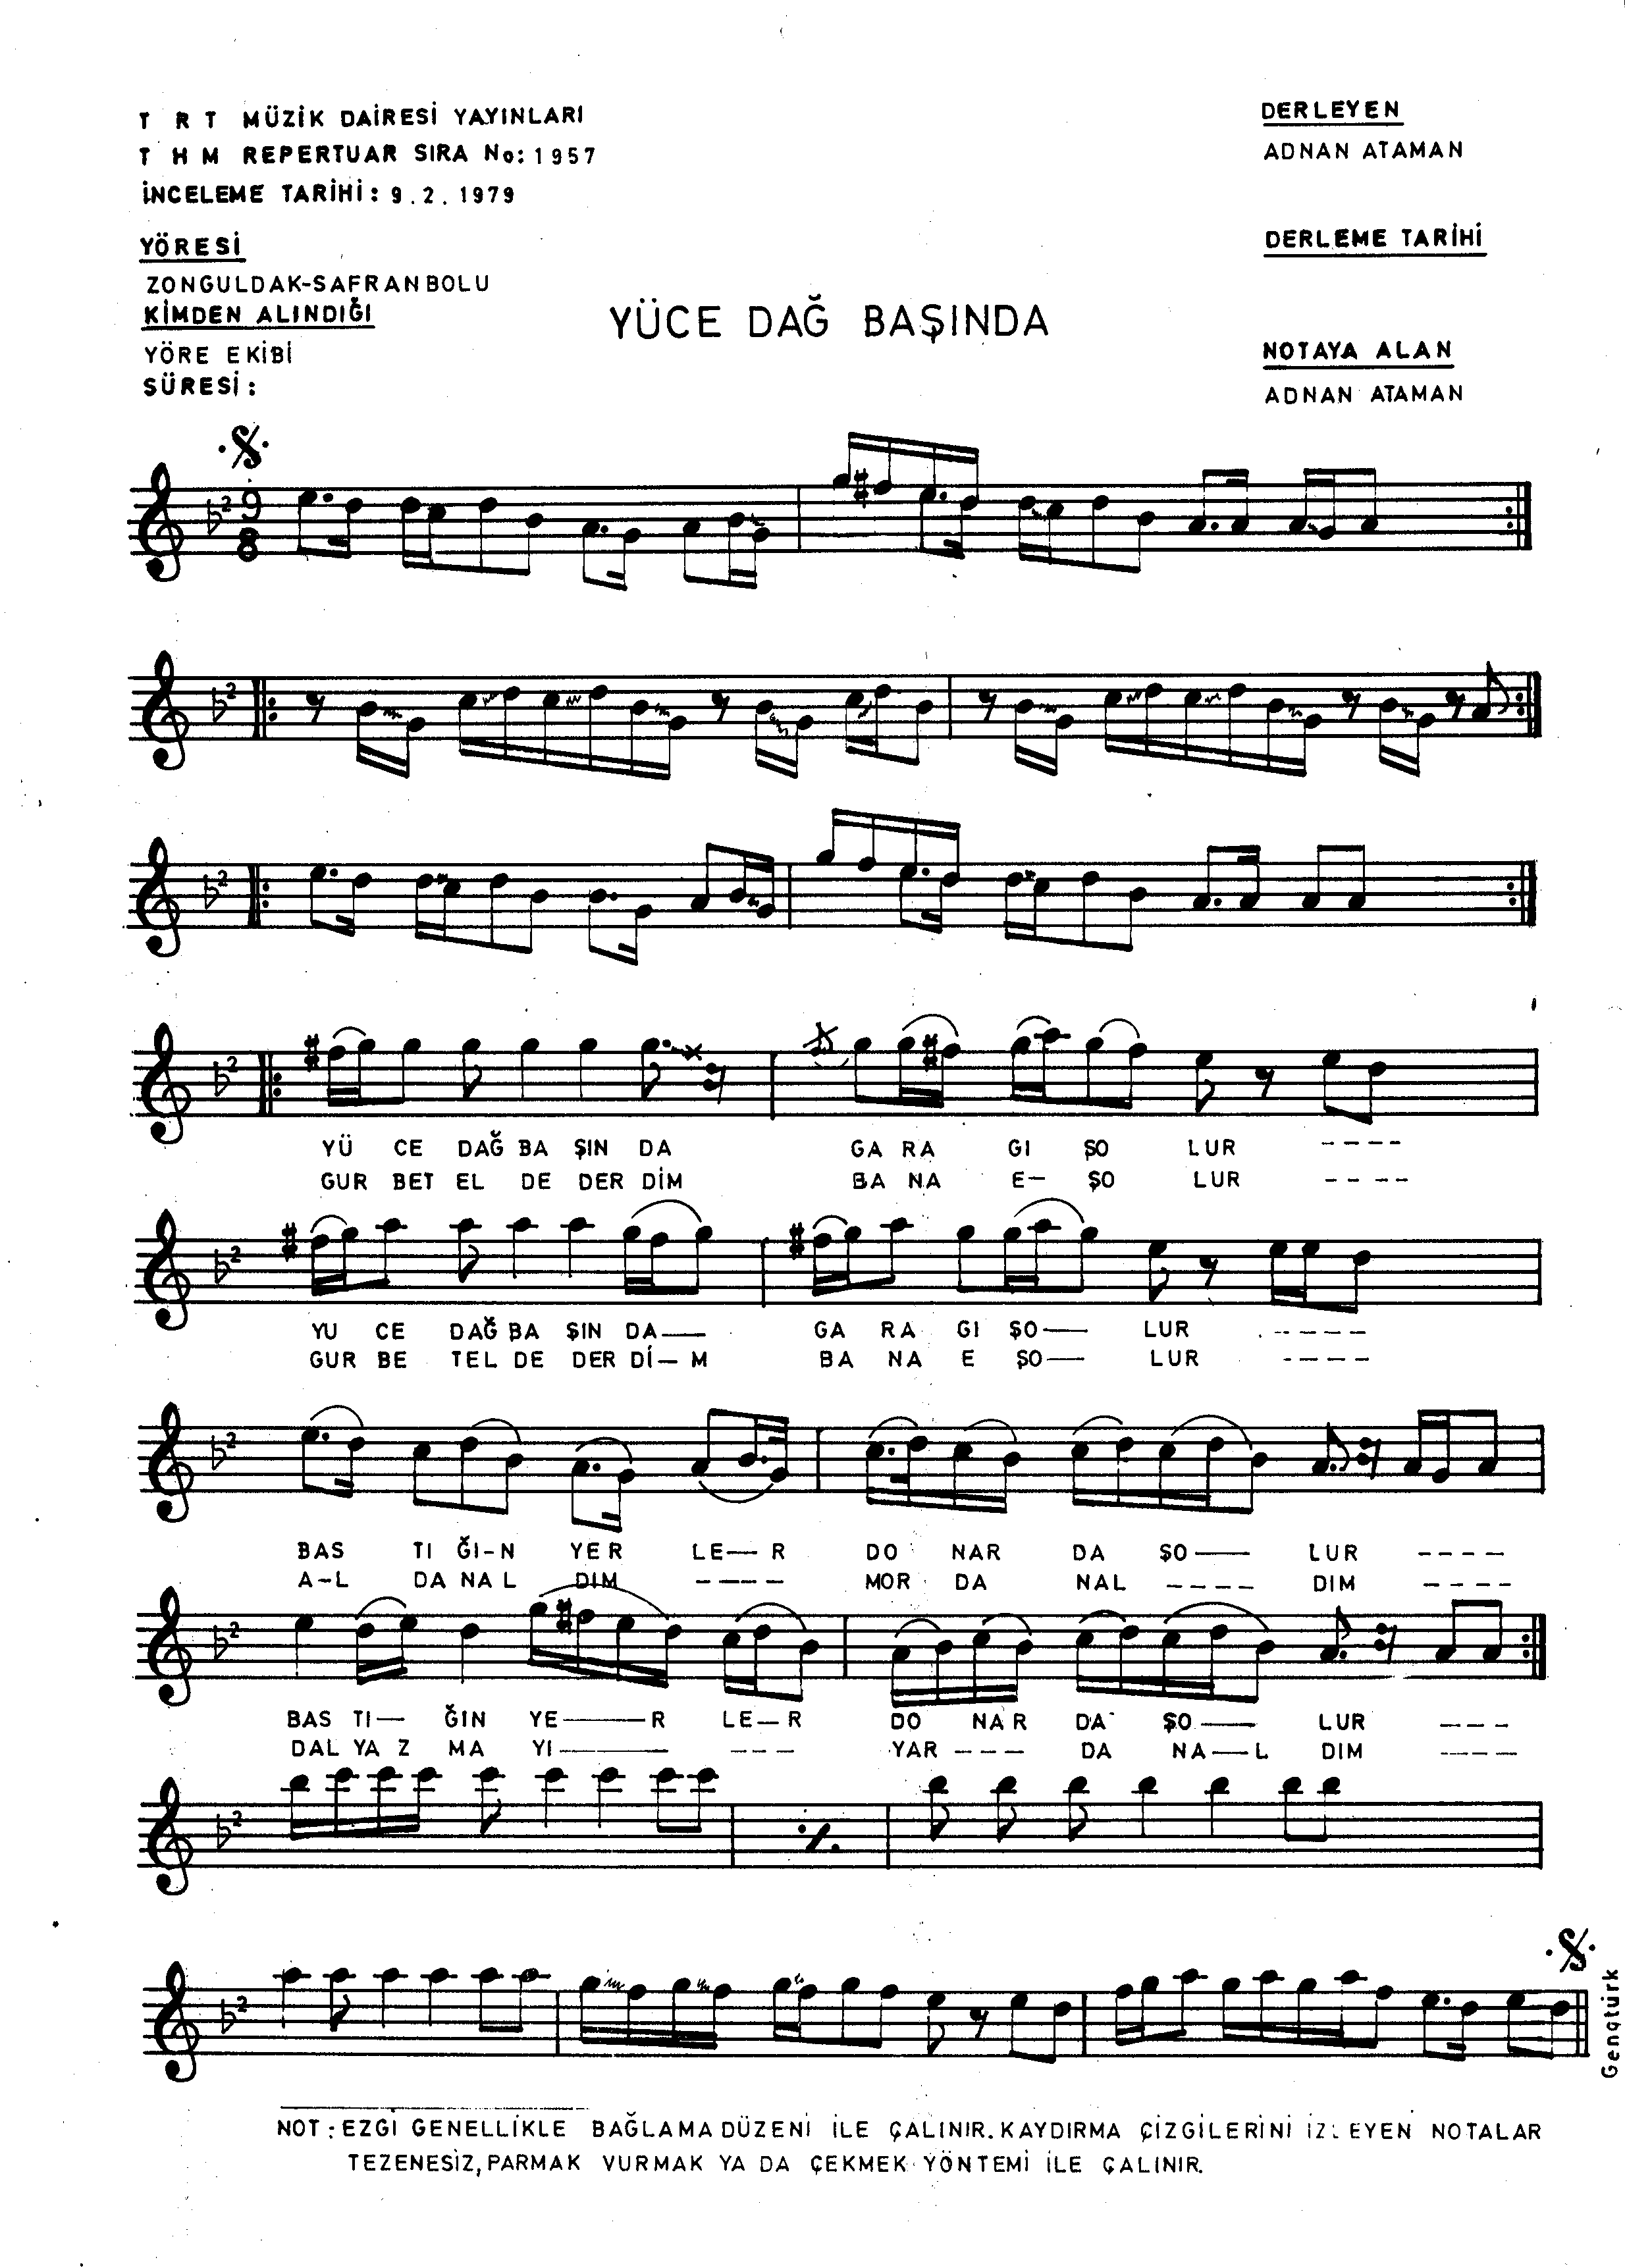 T R T MÜZİK DAİRESİ YAYINLARI
T H M REPERTUAR SIRA No: 1957
İNCELEME TARİHİ: 9.2.1979
YÖRESİ
ZONGULDAK-SAFRANBOLU
KİMDEN ALINDIĞI
YÖRE EKİBİ
SÜRESİ:
DERLEYEN
ADNAN ATAMAN
DERLEME TARİHİ
NOTAYA ALAN
ADNAN ATAMAN
YÜCE DAĞ BAŞINDA
YÜ CE DAĞ BA ŞIN DA GA RA GI ŞO LUR ----
GUR BET EL DE DER DİM BA NA E- ŞO LUR ----
YU CE DAĞ BA ŞIN DA— GA RA GI ŞO— LUR ----
GUR BE TEL DE DER Dİ— M BA NA E ŞO— LUR ----
BAS TI ĞI-N YER LE— R DO NAR DA ŞO— LUR ----
A-L DA NAL DIM ---- MOR DA NAL ---- DIM ----
BAS TI— ĞIN YE— R LE— R DO NAR DA ŞO— LUR ---
DAL YA Z MA YI— --- YAR --- DA NA— L DIM ----
Gençtürk
NOT: EZGİ GENELLİKLE BAĞLAMA DÜZENİ İLE ÇALINIR. KAYDIRMA ÇİZGİLERİNİ İZLEYEN NOTALAR
TEZENESİZ, PARMAK VURMAK YA DA ÇEKMEK YÖNTEMİ İLE ÇALINIR.